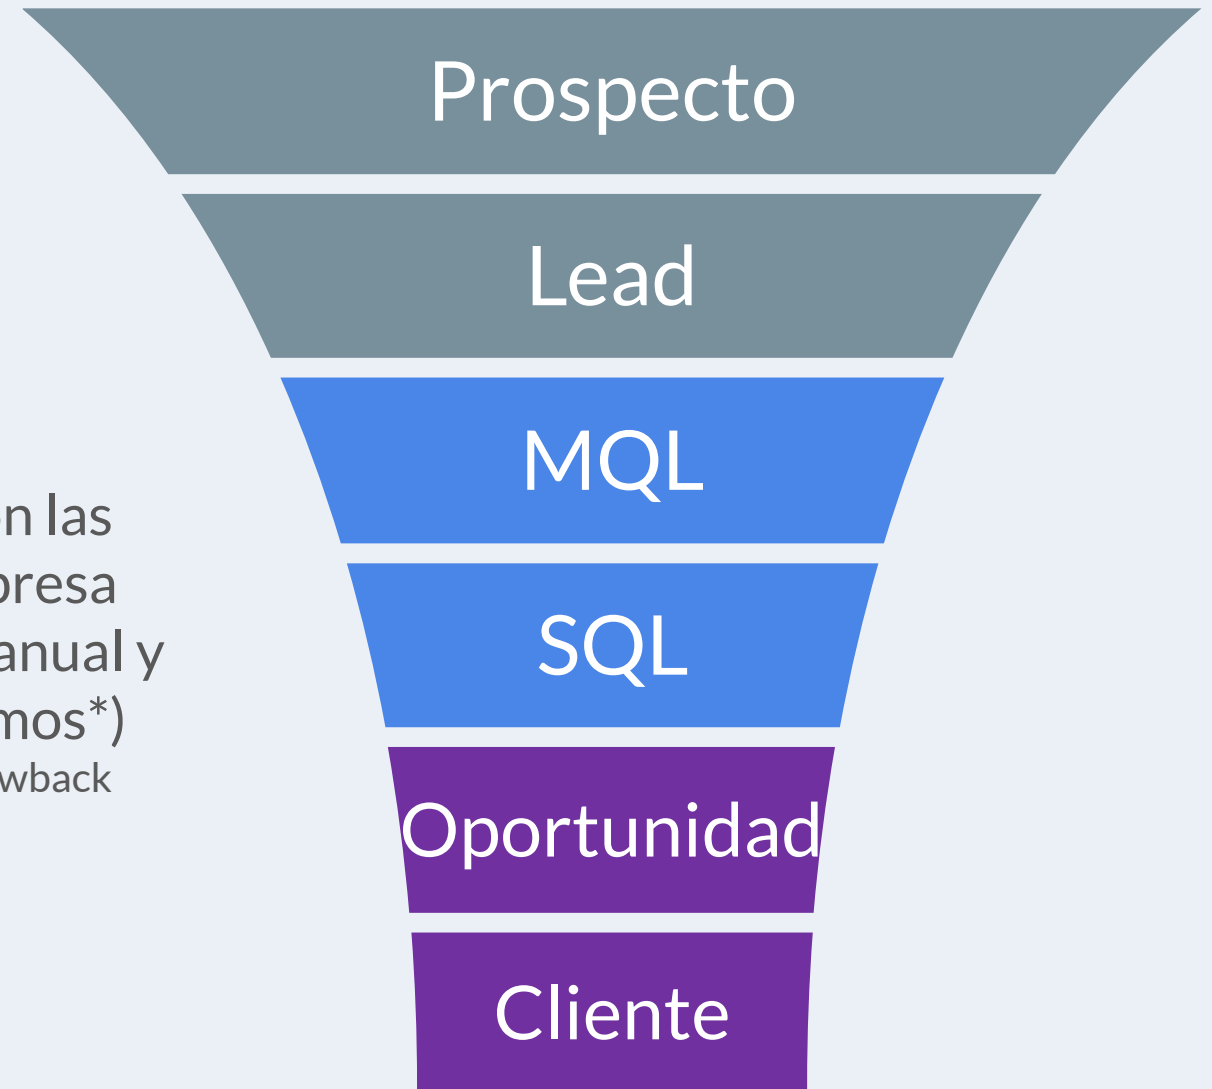 Prospecto
Lead
MQL
SQL
Oportunidad
Cliente
n las
presa
anual y
mos*)
wback